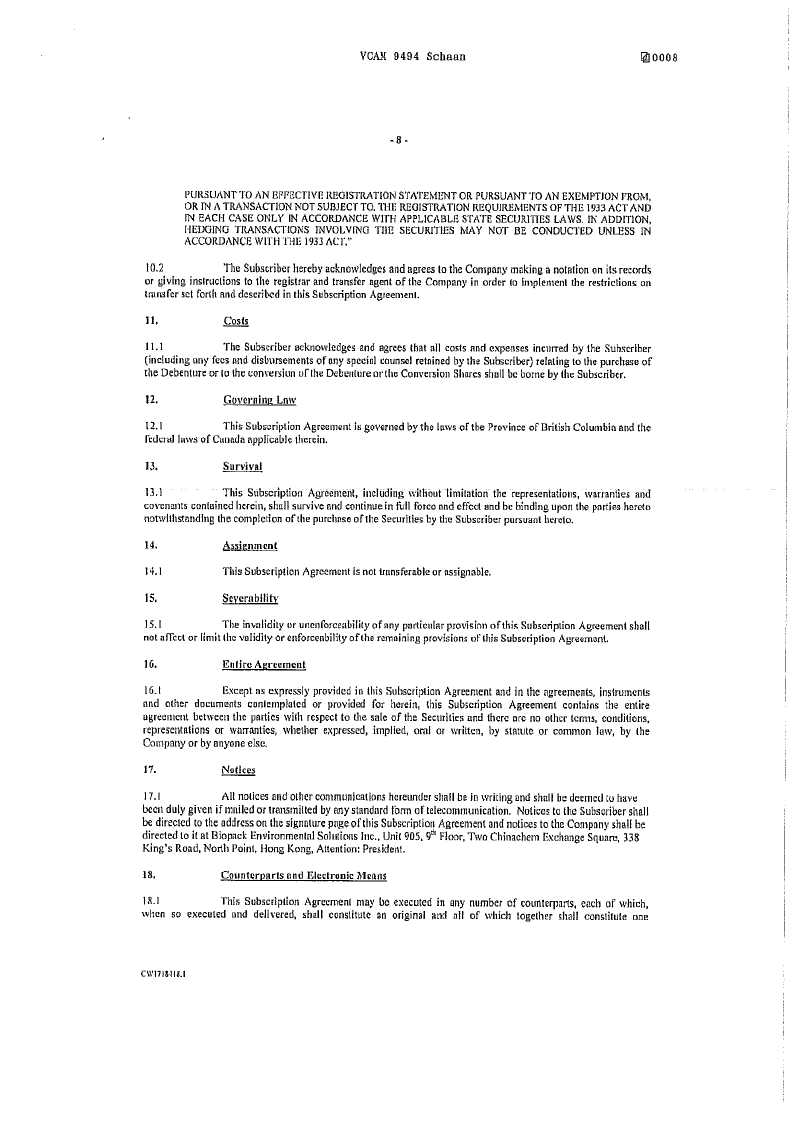 VCAM 9494 Schaan 0008
- 8 -
PURSUANT TO AN EFFECTIVE REGISTRATION STATEMENT OR PURSUANT TO AN EXEMPTION FROM,
OR IN A TRANSACTION NOT SUBJECT TO, THE REGISTRATION REQUIREMENTS OF THE 1933 ACT AND
IN EACH CASE ONLY IN ACCORDANCE WITH APPLICABLE STATE SECURITIES LAWS. IN ADDITION,
HEDGING TRANSACTIONS INVOLVING THE SECURITIES MAY NOT BE CONDUCTED UNLESS IN
ACCORDANCE WITH THE 1933 ACT."
10.2 The Subscriber hereby acknowledges and agrees to the Company making a notation on its records
or giving instructions to the registrar and transfer agent of the Company in order to implement the restrictions on
transfer set forth and described in this Subscription Agreement.
11. Costs
11.1 The Subscriber acknowledges and agrees that all costs and expenses incurred by the Subscriber
(including any fees and disbursements of any special counsel retained by the Subscriber) relating to the purchase of
the Debenture or to the conversion of the Debenture or the Conversion Shares shall be borne by the Subscriber.
12. Governing Law
12.1 This Subscription Agreement is governed by the laws of the Province of British Columbia and the
federal laws of Canada applicable therein.
13. Survival
13.1 This Subscription Agreement, including without limitation the representations, warranties and
covenants contained herein, shall survive and continue in full force and effect and be binding upon the parties hereto
notwithstanding the completion of the purchase of the Securities by the Subscriber pursuant hereto.
14. Assignment
14.1 This Subscription Agreement is not transferable or assignable.
15. Severability
15.1 The invalidity or unenforceability of any particular provision of this Subscription Agreement shall
not affect or limit the validity or enforceability of the remaining provisions of this Subscription Agreement.
16. Entire Agreement
16.1 Except as expressly provided in this Subscription Agreement and in the agreements, instruments
and other documents contemplated or provided for herein, this Subscription Agreement contains the entire
agreement between the parties with respect to the sale of the Securities and there are no other terms, conditions,
representations or warranties, whether expressed, implied, oral or written, by statute or common law, by the
Company or by anyone else.
17. Notices
17.1 All notices and other communications hereunder shall be in writing and shall be deemed to have
been duly given if mailed or transmitted by any standard form of telecommunication. Notices to the Subscriber shall
be directed to the address on the signature page of this Subscription Agreement and notices to the Company shall be
directed to it at Biopack Environmental Solutions Inc., Unit 905, 9th Floor, Two Chinachem Exchange Square, 338
King's Road, North Point, Hong Kong, Attention: President.
18. Counterparts and Electronic Means
18.1 This Subscription Agreement may be executed in any number of counterparts, each of which,
when so executed and delivered, shall constitute an original and all of which together shall constitute one
CW1718418.1